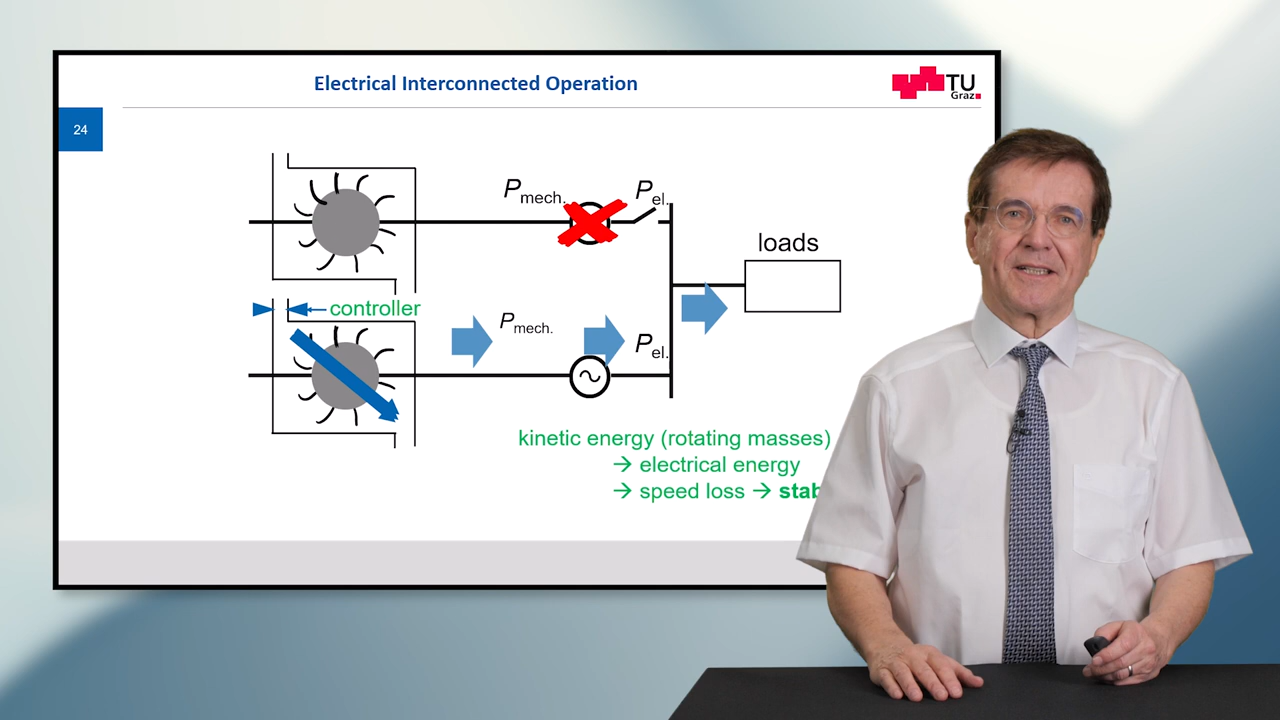 Electrical Interconnected Operation
TU
Graz
24
Pmech.
Pel.
loads
controller
Pmech.
Pel.
kinetic energy (rotating masses)
→ electrical energy
→ speed loss →